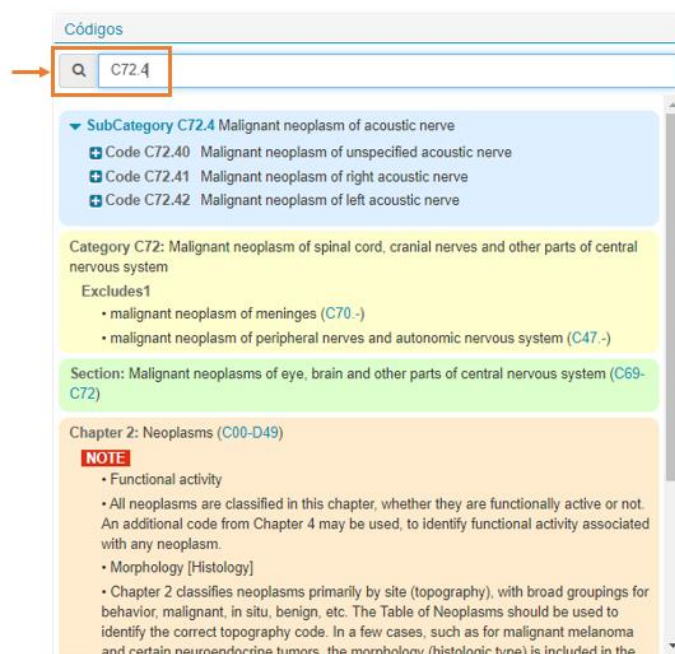 Códigos
C72.4
SubCategory C72.4 Malignant neoplasm of acoustic nerve
Code C72.40 Malignant neoplasm of unspecified acoustic nerve
Code C72.41 Malignant neoplasm of right acoustic nerve
Code C72.42 Malignant neoplasm of left acoustic nerve
Category C72: Malignant neoplasm of spinal cord, cranial nerves and other parts of central
nervous system
Excludes1
• malignant neoplasm of meninges (C70.-)
• malignant neoplasm of peripheral nerves and autonomic nervous system (C47.-)
Section: Malignant neoplasms of eye, brain and other parts of central nervous system (C69-
C72)
Chapter 2: Neoplasms (C00-D49)
NOTE
• Functional activity
• All neoplasms are classified in this chapter, whether they are functionally active or not.
An additional code from Chapter 4 may be used, to identify functional activity associated
with any neoplasm.
• Morphology [Histology]
• Chapter 2 classifies neoplasms primarily by site (topography), with broad groupings for
behavior, malignant, in situ, benign, etc. The Table of Neoplasms should be used to
identify the correct topography code. In a few cases, such as for malignant melanoma
and certain neuroendocrine tumors, the morphology (histologic type) is included in the